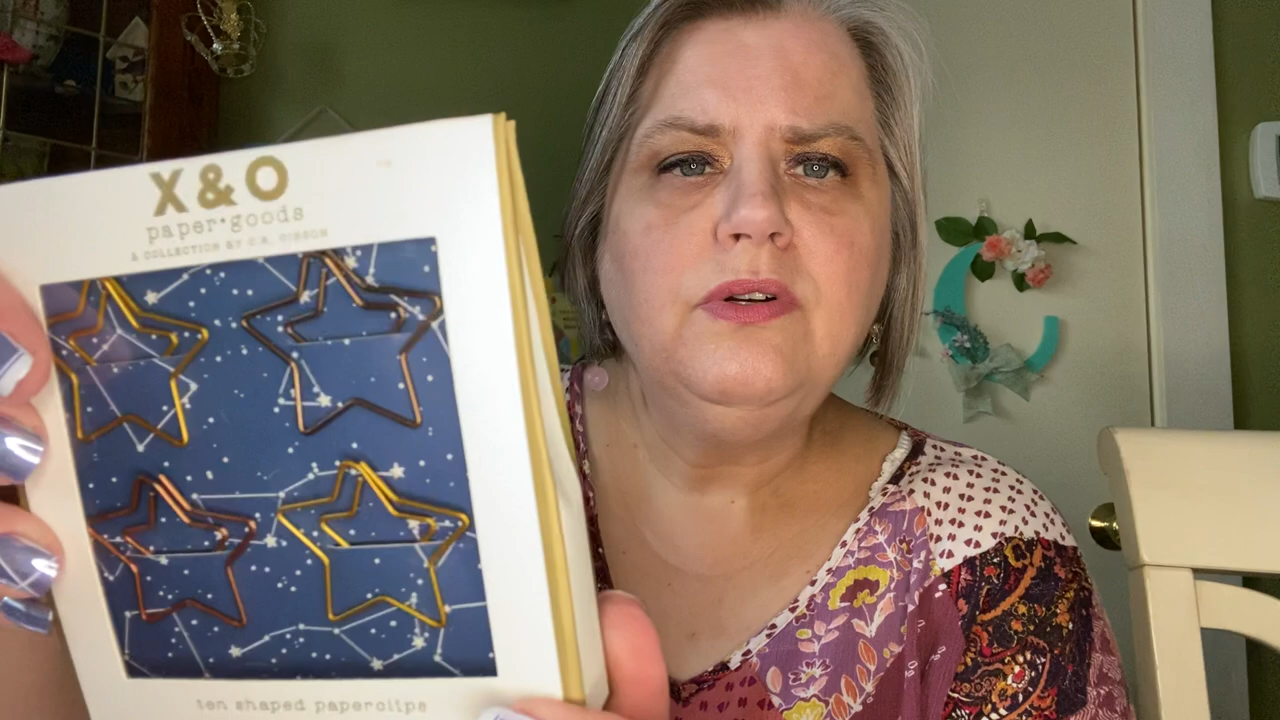 X & O
paper•goods
A COLLECTION BY C.R. GIBSON
ten shaped paperclips